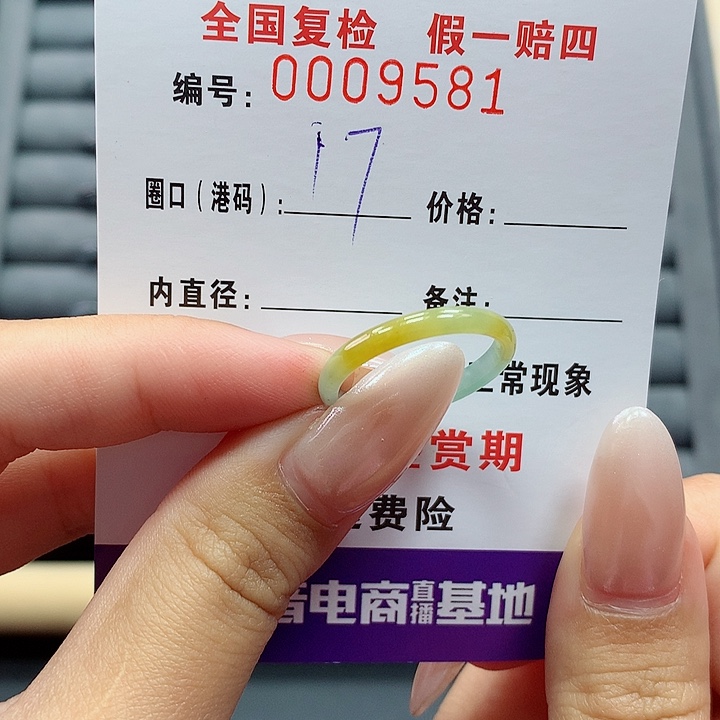 全国复检 假一赔四
编号: 0009581
圈口(港码): 17 价格:
内直径: 备注:
常现象
赏期
费险
电商直播基地